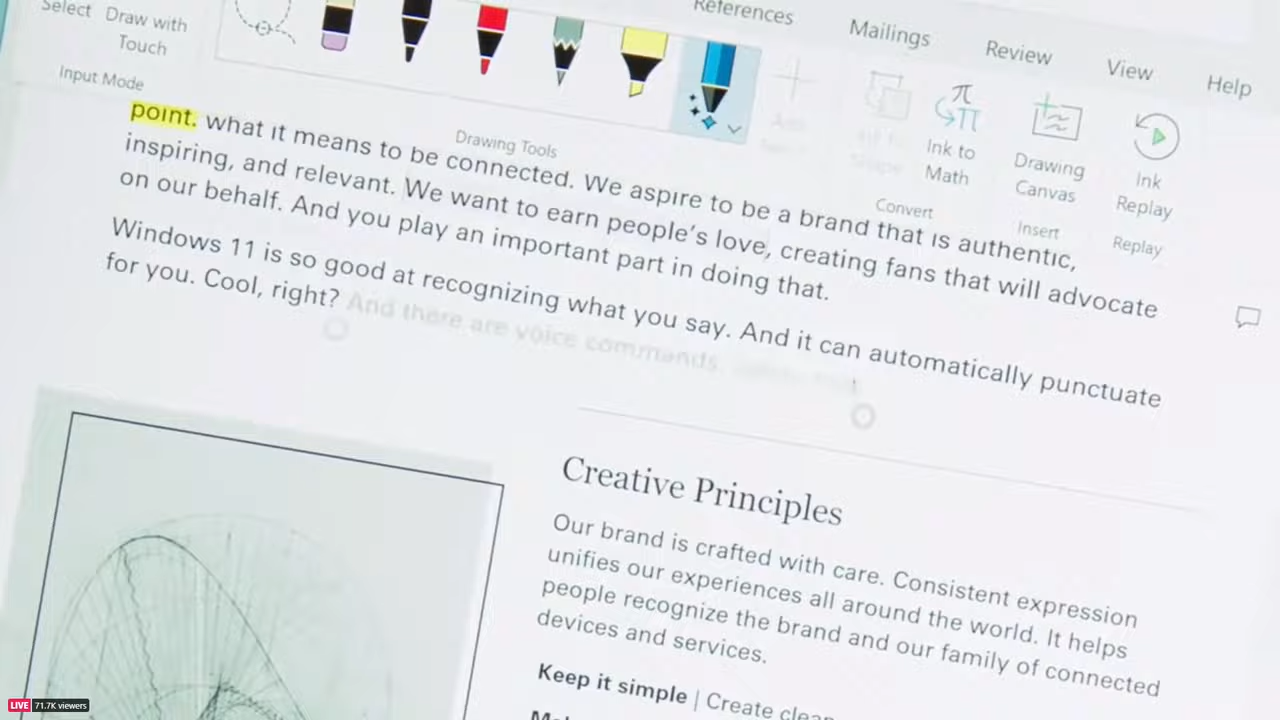 References
Mailings
Review
View
Help
Select
Draw with
Touch
Input Mode
Drawing Tools
Ink to
Math
Convert
Drawing
Canvas
Insert
Ink
Replay
Replay
point. what it means to be connected. We aspire to be a brand that is authentic,
inspiring, and relevant. We want to earn people's love, creating fans that will advocate
on our behalf. And you play an important part in doing that.
Windows 11 is so good at recognizing what you say. And it can automatically punctuate
for you. Cool, right? And there are voice commands.
Creative Principles
Our brand is crafted with care. Consistent expression
unifies our experiences all around the world. It helps
people recognize the brand and our family of connected
devices and services.
Keep it simple | Create
LIVE 71.7K viewers